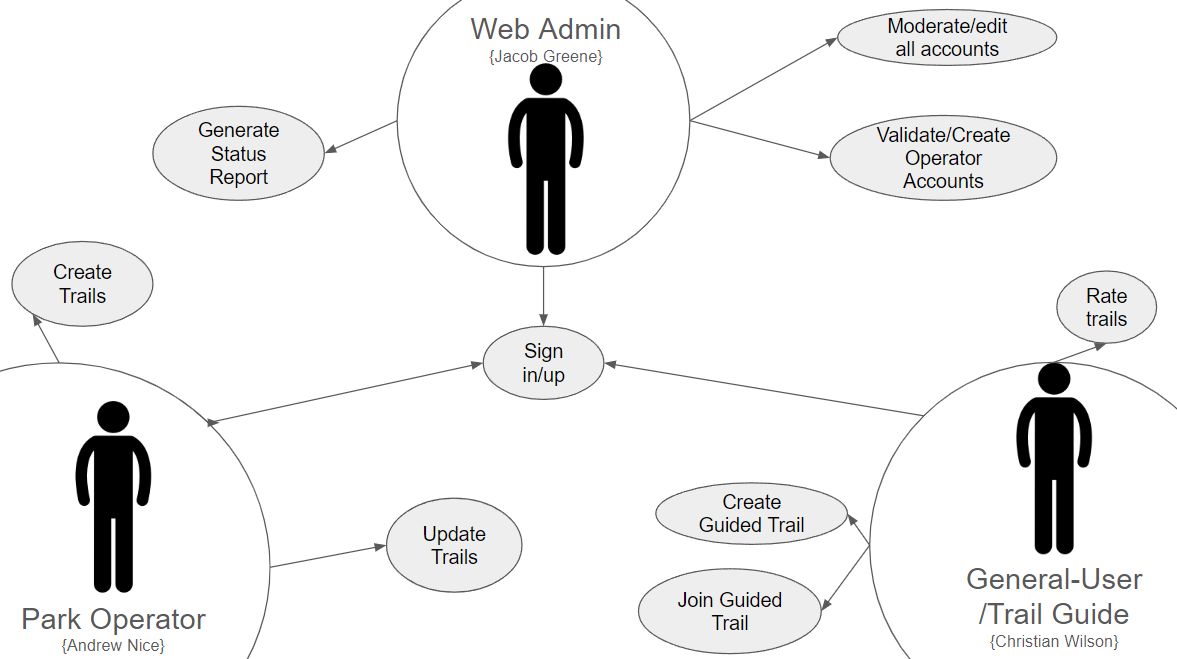 Web Admin
{Jacob Greene}
Moderate/edit
all accounts
Generate
Status
Report
Validate/Create
Operator
Accounts
Create
Trails
Rate
trails
Sign
in/up
Create
Guided Trail
Update
Trails
Join Guided
Trail
Park Operator
{Andrew Nice}
General-User
/Trail Guide
{Christian Wilson}